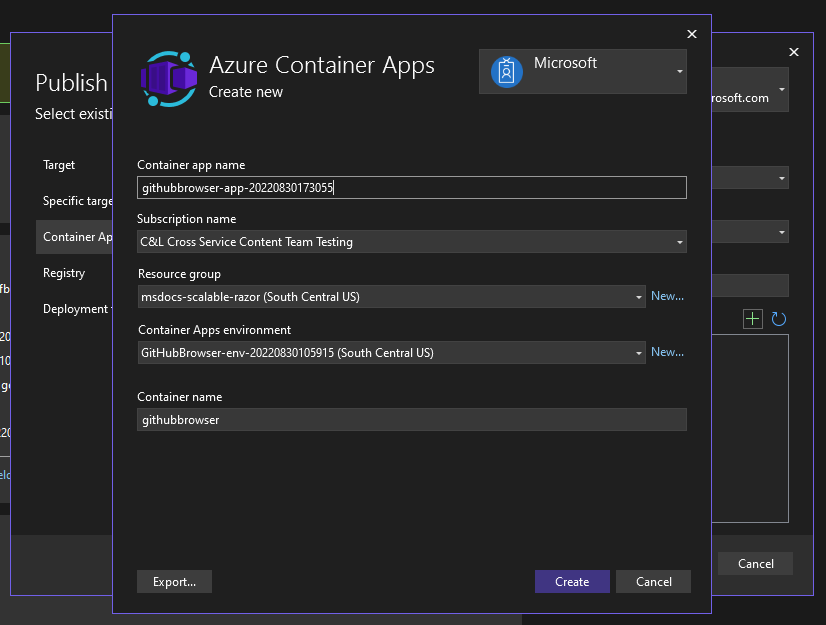 Azure Container Apps
Create new
Microsoft
Container app name
githubbrowser-app-20220830173055
Subscription name
C&L Cross Service Content Team Testing
Resource group
msdocs-scalable-razor (South Central US)
New...
Container Apps environment
GitHubBrowser-env-20220830105915 (South Central US)
New...
Container name
githubbrowser
Export...
Create
Cancel
Publish
Select existi
Target
Specific targe
Container Ap
Registry
Deployment
rosoft.com
Cancel